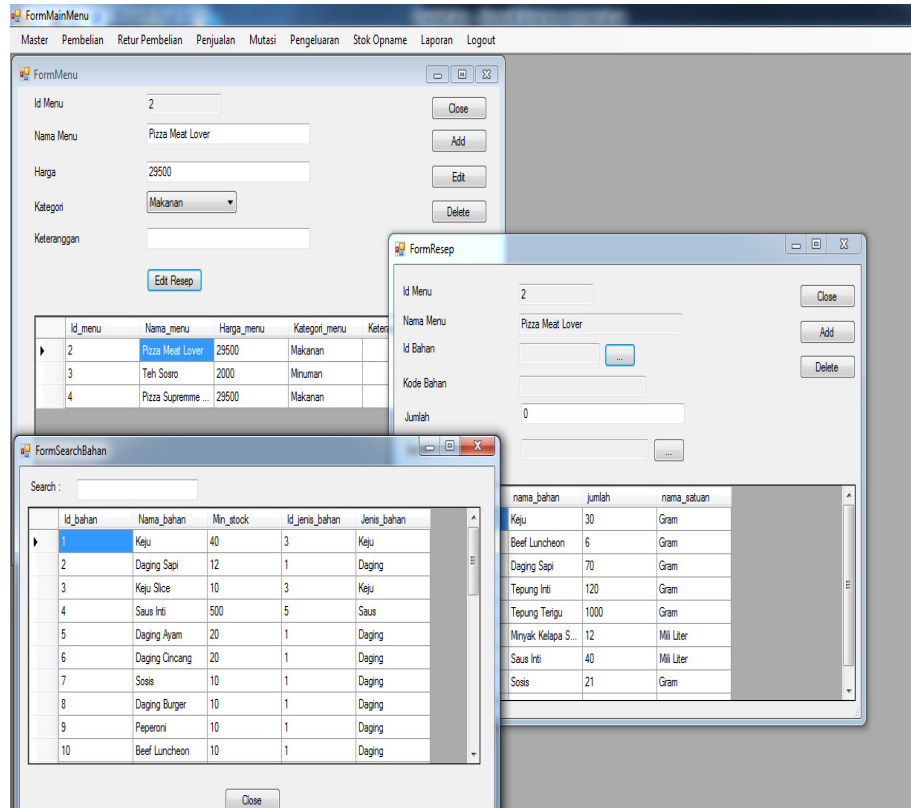 FormMainMenu
Master Pembelian Retur Pembelian Penjualan Mutasi Pengeluaran Stok Opname Laporan Logout
FormMenu
Id Menu 2
Close
Nama Menu Pizza Meat Lover
Add
Harga 29500
Edit
Kategori Makanan
Delete
Keteranggan
Edit Resep
Id_menu Nama_menu Harga_menu Kategori_menu
2 Pizza Meat Lover 29500 Makanan
3 Teh Sosro 2000 Minuman
4 Pizza Supremme ... 29500 Makanan
FormResep
Id Menu 2
Close
Nama Menu Pizza Meat Lover
Add
Id Bahan ...
Delete
Kode Bahan
Jumlah 0
...
nama_bahan jumlah nama_satuan
Keju 30 Gram
Beef Luncheon 6 Gram
Daging Sapi 70 Gram
Tepung Inti 120 Gram
Tepung Terigu 1000 Gram
Minyak Kelapa S... 12 Mili Liter
Saus Inti 40 Mili Liter
Sosis 21 Gram
FormSearchBahan
Search :
Id_bahan Nama_bahan Min_stock Id_jenis_bahan Jenis_bahan
1 Keju 40 3 Keju
2 Daging Sapi 12 1 Daging
3 Keju Slice 10 3 Keju
4 Saus Inti 500 5 Saus
5 Daging Ayam 20 1 Daging
6 Daging Cincang 20 1 Daging
7 Sosis 10 1 Daging
8 Daging Burger 10 1 Daging
9 Peperoni 10 1 Daging
10 Beef Luncheon 10 1 Daging
Close